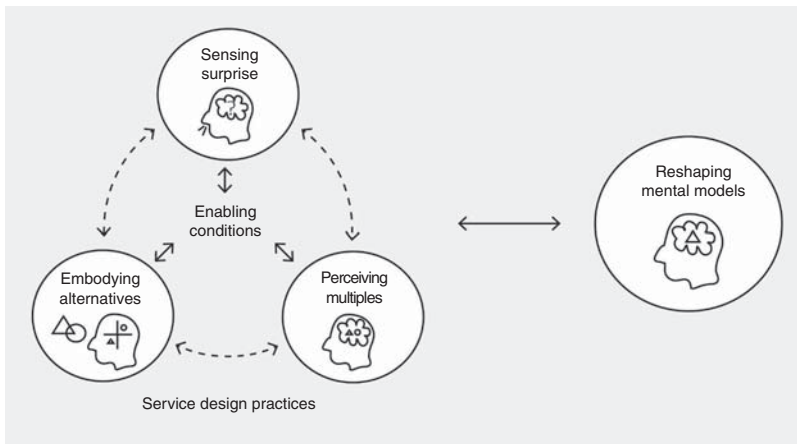 Sensing
surprise
Enabling
conditions
Embodying
alternatives
Perceiving
multiples
Service design practices
Reshaping
mental models